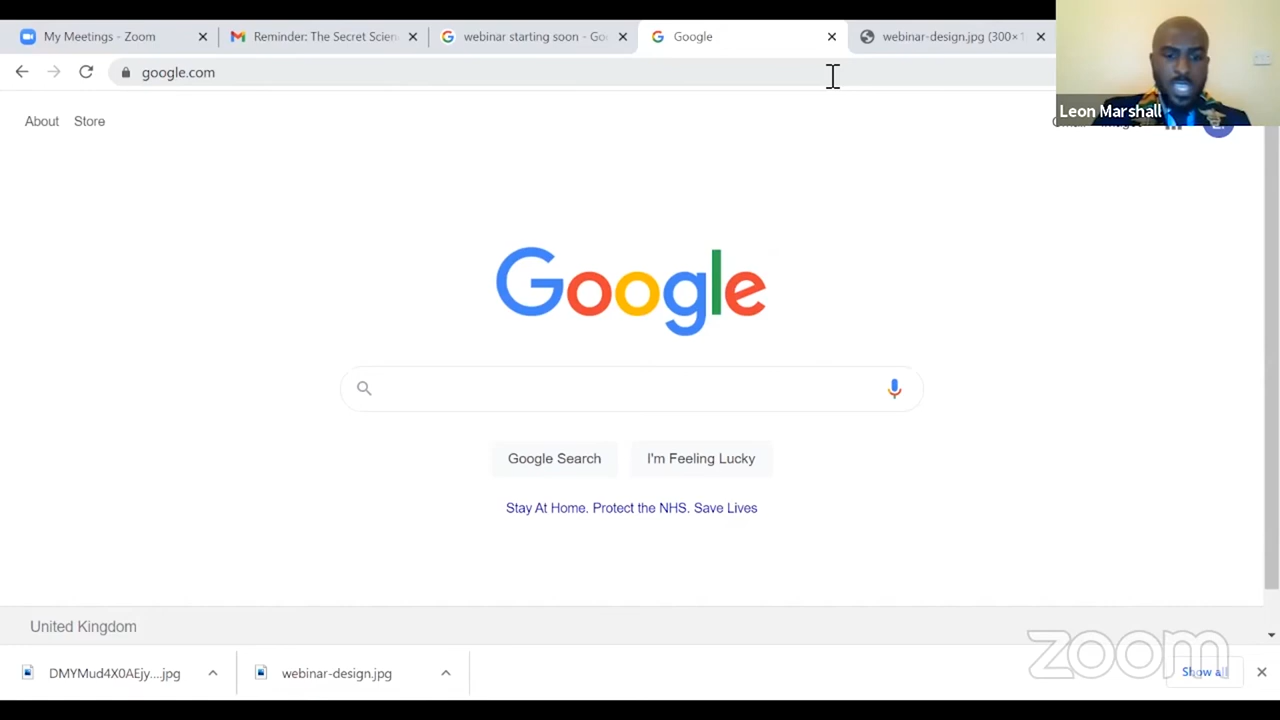 My Meetings - Zoom
Reminder: The Secret Scien
webinar starting soon - Go
Google
webinar-design.jpg (300×1
google.com
Leon Marshall
About
Store
Google
Google Search
I'm Feeling Lucky
Stay At Home. Protect the NHS. Save Lives
United Kingdom
zoom
DMYMud4X0AEjy....jpg
webinar-design.jpg
Show all